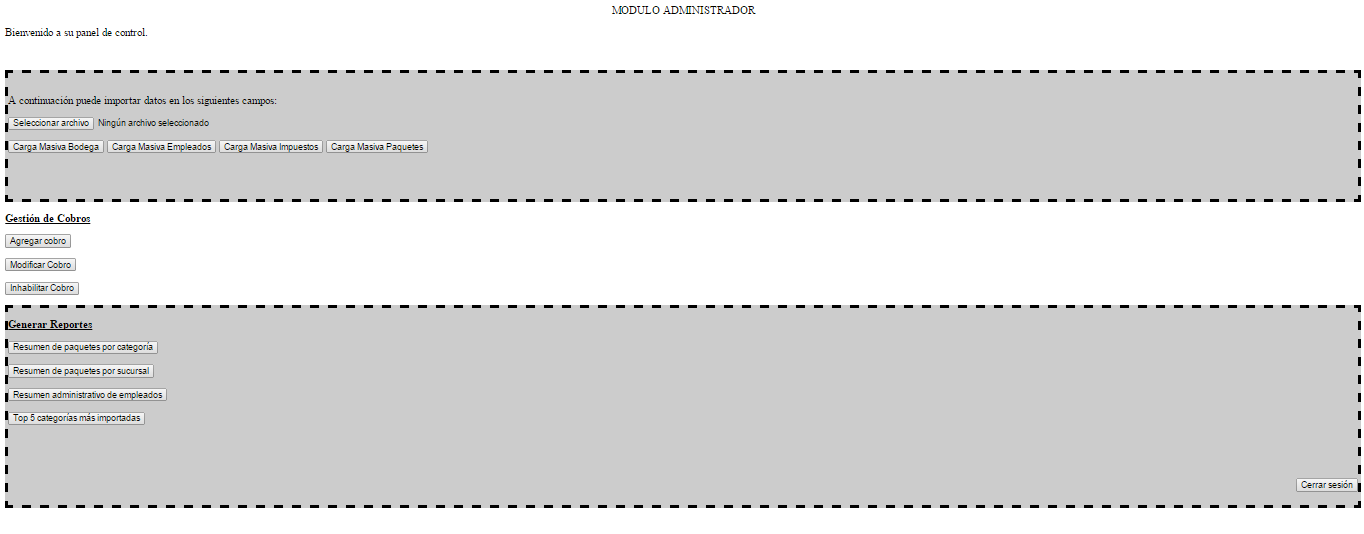 MODULO ADMINISTRADOR
Bienvenido a su panel de control.
A continuación puede importar datos en los siguientes campos:
Seleccionar archivo Ningún archivo seleccionado
Carga Masiva Bodega Carga Masiva Empleados Carga Masiva Impuestos Carga Masiva Paquetes
Gestión de Cobros
Agregar cobro
Modificar Cobro
Inhabilitar Cobro
Generar Reportes
Resumen de paquetes por categoría
Resumen de paquetes por sucursal
Resumen administrativo de empleados
Top 5 categorías más importadas
Cerrar sesión